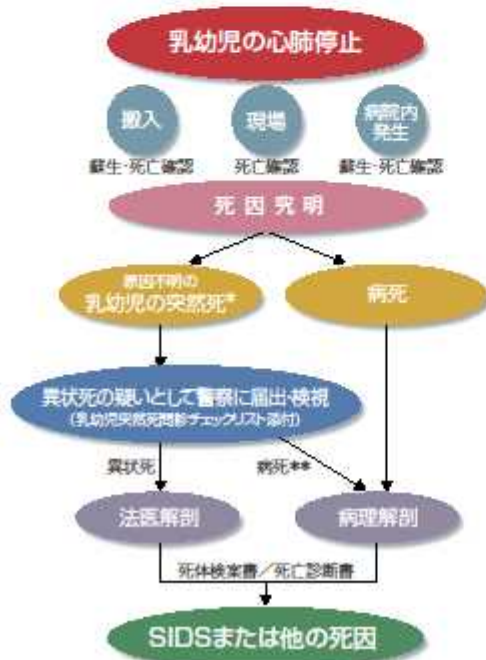 乳幼児の心肺停止
搬入
現場
病院内
発生
蘇生・死亡確認
死亡確認
蘇生・死亡確認
死因究明
原因不明の
乳幼児の突然死*
病死
異状死の疑いとして警察に届出・検視
(乳幼児突然死問診チェックリスト添付)
異状死
病死**
法医解剖
病理解剖
死体検案書／死亡診断書
SIDSまたは他の死因